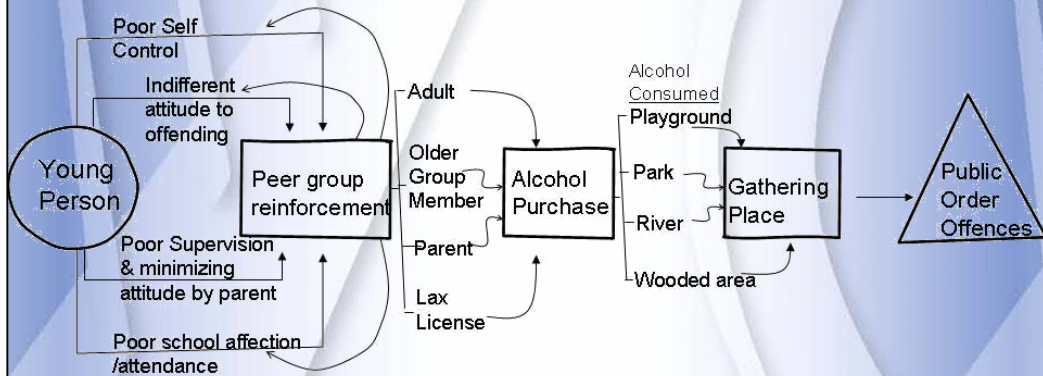 Poor Self
Control
Indifferent
attitude to
offending
Young
Person
Poor Supervision
& minimizing
attitude by parent
Poor school affection
/attendance
Peer group
reinforcement
Adult
Older
Group
Member
Parent
Lax
License
Alcohol
Purchase
Alcohol
Consumed
Playground
Park
River
Wooded area
Gathering
Place
Public
Order
Offences